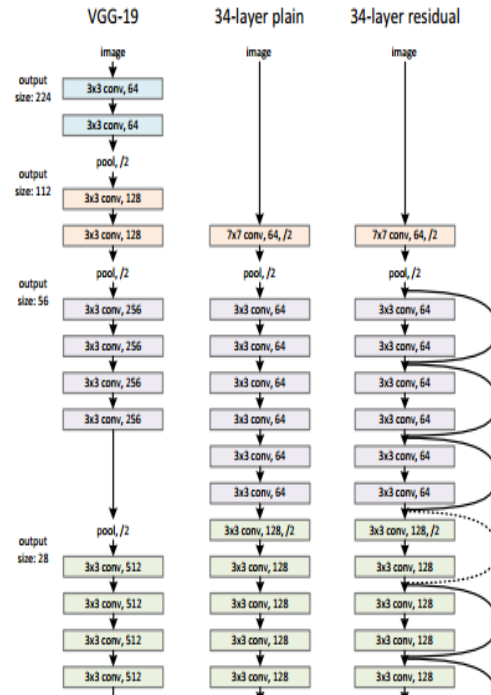 VGG-19 34-layer plain 34-layer residual
image image image
output
size: 224
3x3 conv, 64
3x3 conv, 64
pool, /2
output
size: 112
3x3 conv, 128
3x3 conv, 128 7x7 conv, 64, /2 7x7 conv, 64, /2
pool, /2 pool, /2 pool, /2
output
size: 56
3x3 conv, 256 3x3 conv, 64 3x3 conv, 64
3x3 conv, 256 3x3 conv, 64 3x3 conv, 64
3x3 conv, 256 3x3 conv, 64 3x3 conv, 64
3x3 conv, 256 3x3 conv, 64 3x3 conv, 64
3x3 conv, 64 3x3 conv, 64
3x3 conv, 64 3x3 conv, 64
pool, /2 3x3 conv, 128, /2 3x3 conv, 128, /2
output
size: 28
3x3 conv, 512 3x3 conv, 128 3x3 conv, 128
3x3 conv, 512 3x3 conv, 128 3x3 conv, 128
3x3 conv, 512 3x3 conv, 128 3x3 conv, 128
3x3 conv, 512 3x3 conv, 128 3x3 conv, 128